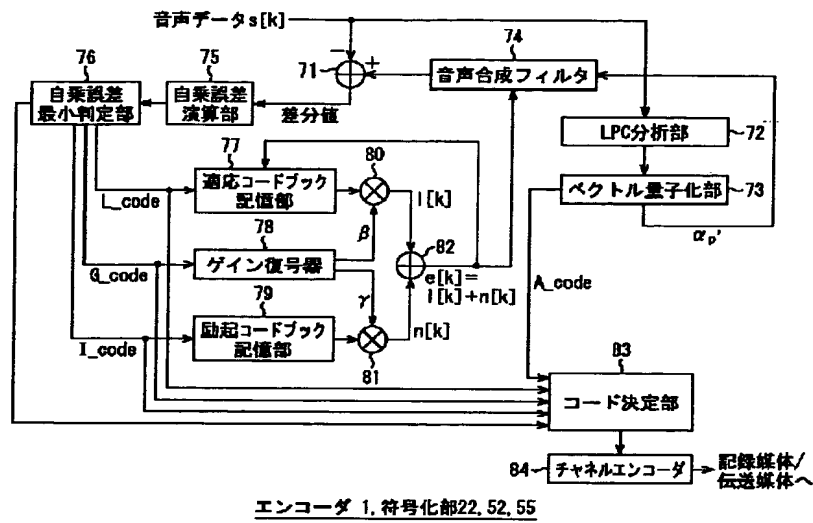 音声データs[k]
74
音声合成フィルタ
71
−
+
76
自乗誤差
最小判定部
75
自乗誤差
演算部
差分値
LPC分析部
72
ベクトル量子化部
73
αp'
77
適応コードブック
記憶部
80
L_code
l[k]
β
78
ゲイン復号器
82
G_code
e[k]=
l[k]+n[k]
A_code
γ
79
励起コードブック
記憶部
n[k]
I_code
81
83
コード決定部
84
チャネルエンコーダ
記録媒体/
伝送媒体へ
エンコーダ 1,符号化部22,52,55